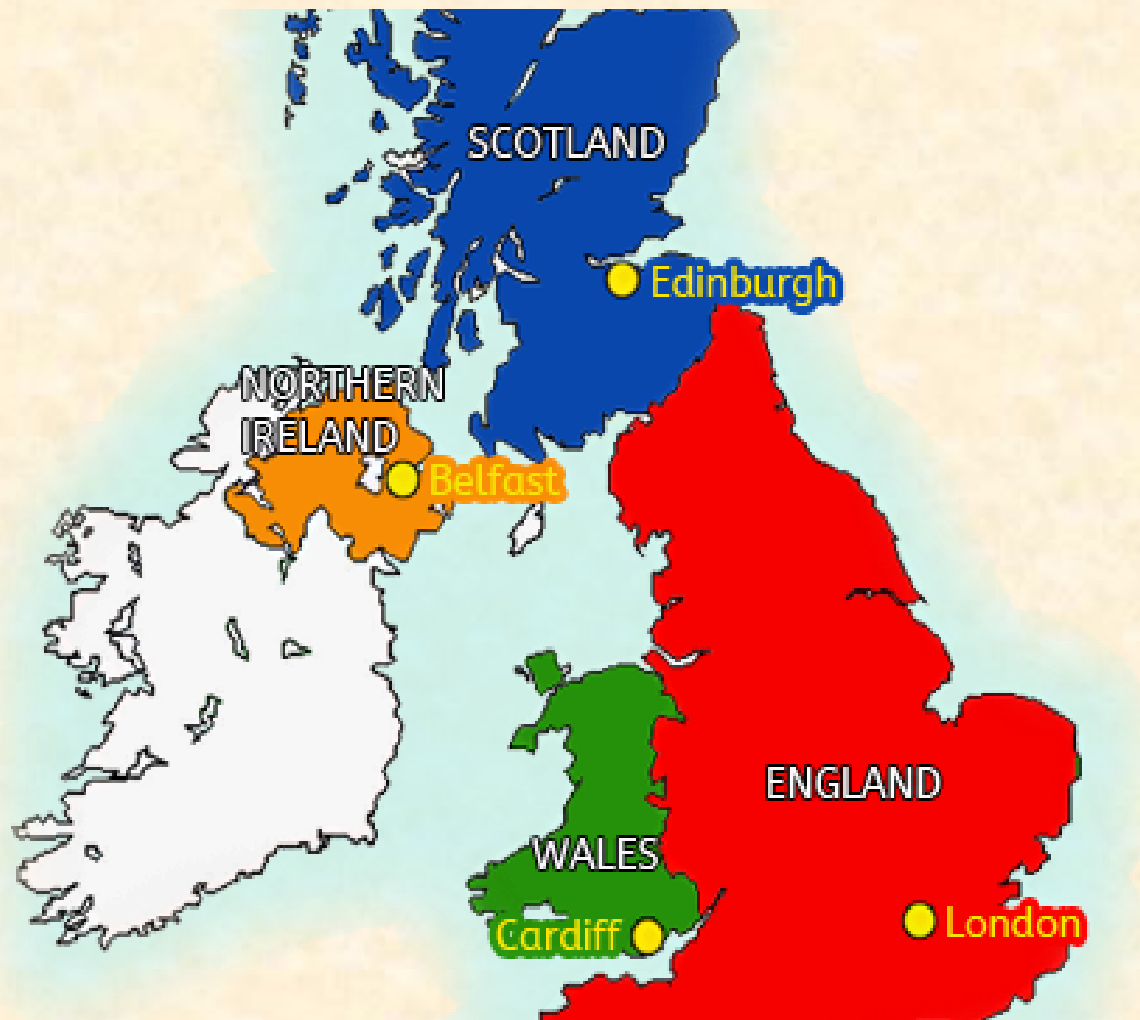 SCOTLAND
Edinburgh
NORTHERN
IRELAND
Belfast
ENGLAND
WALES
Cardiff
London